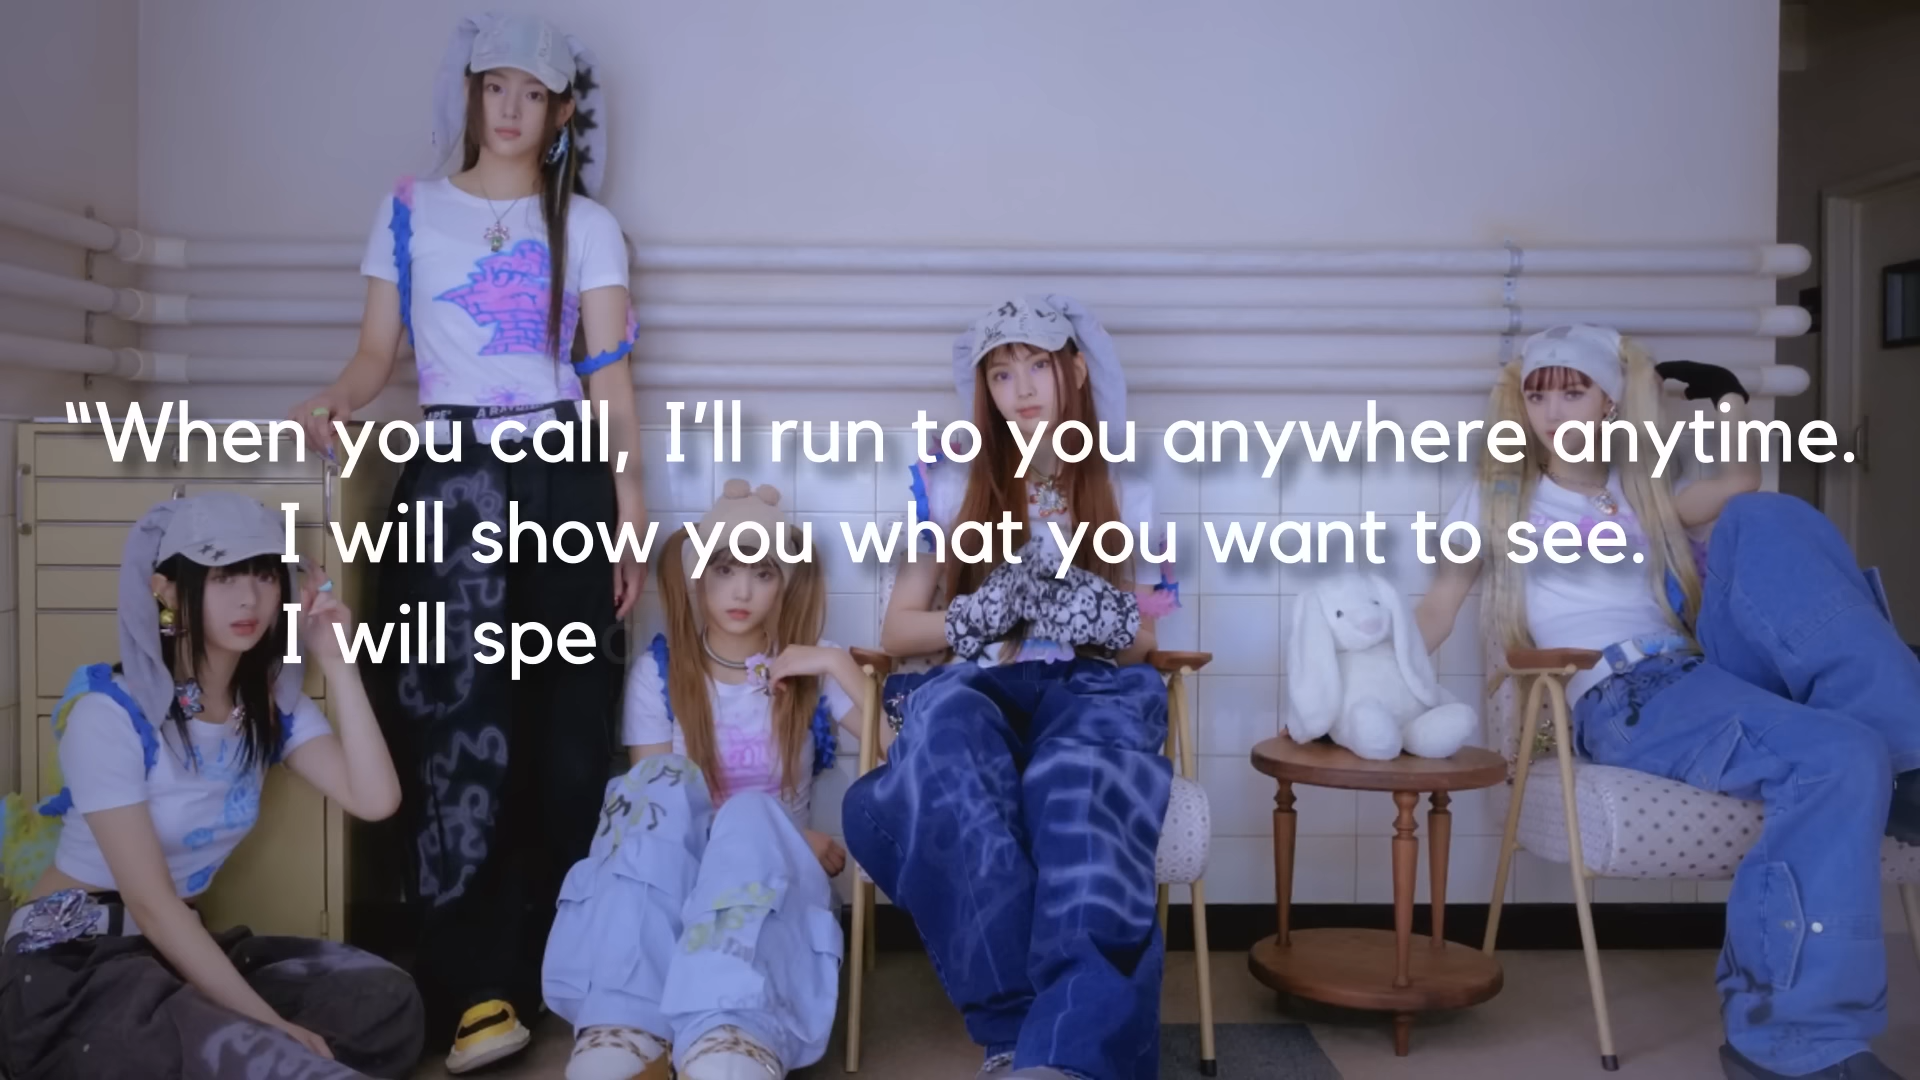 “When you call, I’ll run to you anywhere anytime.
I will show you what you want to see.
I will spe